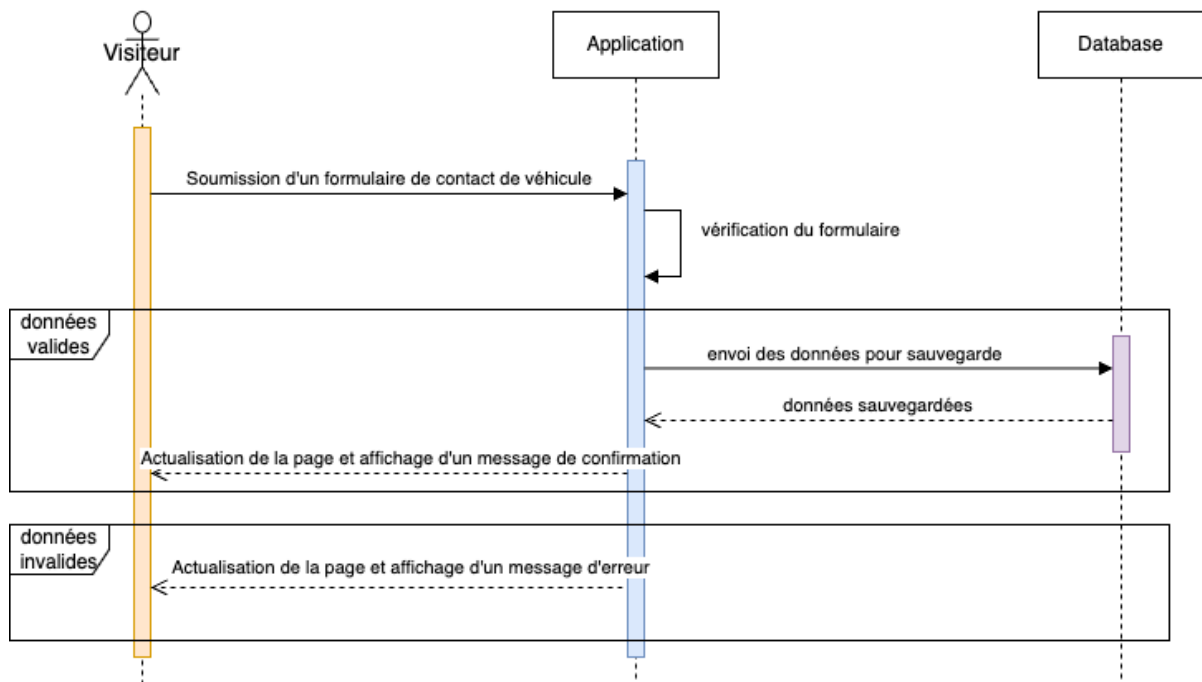 Visiteur
Application
Database
Soumission d'un formulaire de contact de véhicule
vérification du formulaire
données
valides
envoi des données pour sauvegarde
données sauvegardées
Actualisation de la page et affichage d'un message de confirmation
données
invalides
Actualisation de la page et affichage d'un message d'erreur